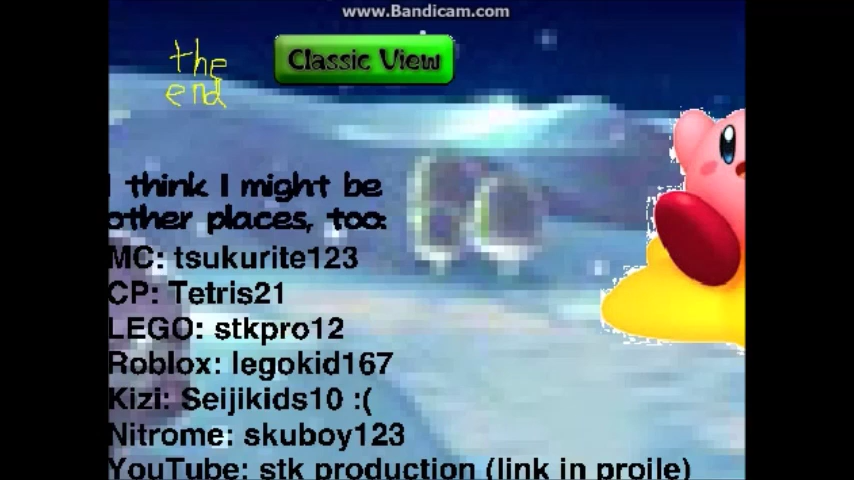 www.Bandicam.com
the
end
Classic View
I think I might be
other places, too:
MC: tsukurite123
CP: Tetris21
LEGO: stkpro12
Roblox: legokid167
Kizi: Seijikids10 :(
Nitrome: skuboy123
YouTube: stk production (link in proile)